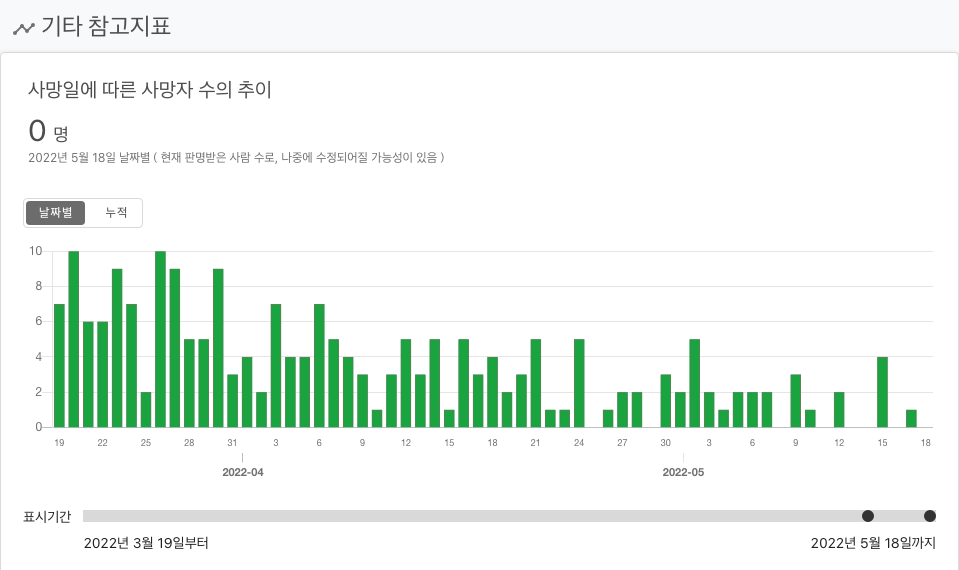 기타 참고지표
사망일에 따른 사망자 수의 추이
0 명
2022년 5월 18일 날짜별 ( 현재 판명받은 사람 수로, 나중에 수정되어질 가능성이 있음 )
날짜별 누적
10
8
6
4
2
0
19 22 25 28 31 3 6 9 12 15 18 21 24 27 30 3 6 9 12 15 18
2022-04 2022-05
표시기간
2022년 3월 19일부터 2022년 5월 18일까지